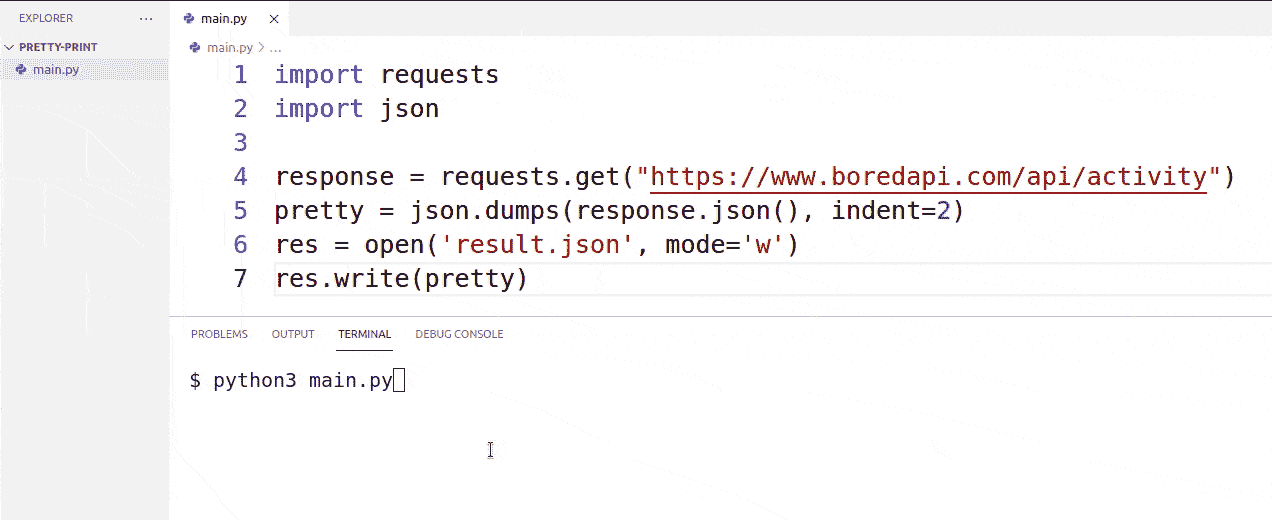 EXPLORER ...
main.py ×
PRETTY-PRINT
main.py
main.py > ...
1 import requests
2 import json
3
4 response = requests.get("https://www.boredapi.com/api/activity")
5 pretty = json.dumps(response.json(), indent=2)
6 res = open('result.json', mode='w')
7 res.write(pretty)
PROBLEMS OUTPUT TERMINAL DEBUG CONSOLE
$ python3 main.py